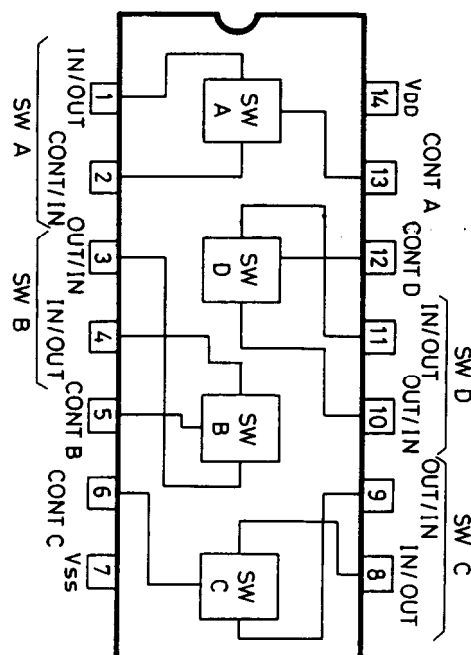 IN/OUT
1
CONT/IN
2
SW A
OUT/IN
3
IN/OUT
4
SW B
CONT B
5
CONT C
6
Vss
7
VDD
14
CONT A
13
CONT D
12
IN/OUT
11
OUT/IN
10
SW D
OUT/IN
9
IN/OUT
8
SW C
SW
A
SW
D
SW
B
SW
C